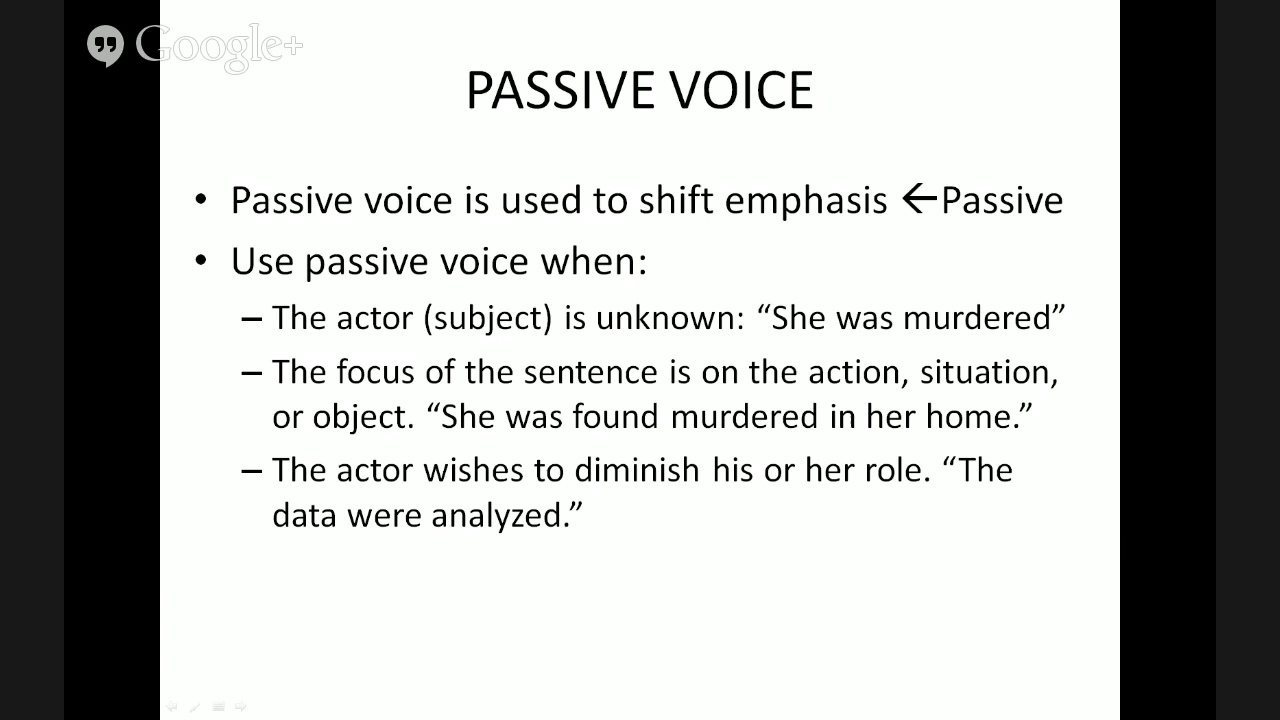 Google+
PASSIVE VOICE
• Passive voice is used to shift emphasis ←Passive
• Use passive voice when:
– The actor (subject) is unknown: “She was murdered”
– The focus of the sentence is on the action, situation,
or object. “She was found murdered in her home.”
– The actor wishes to diminish his or her role. “The
data were analyzed.”